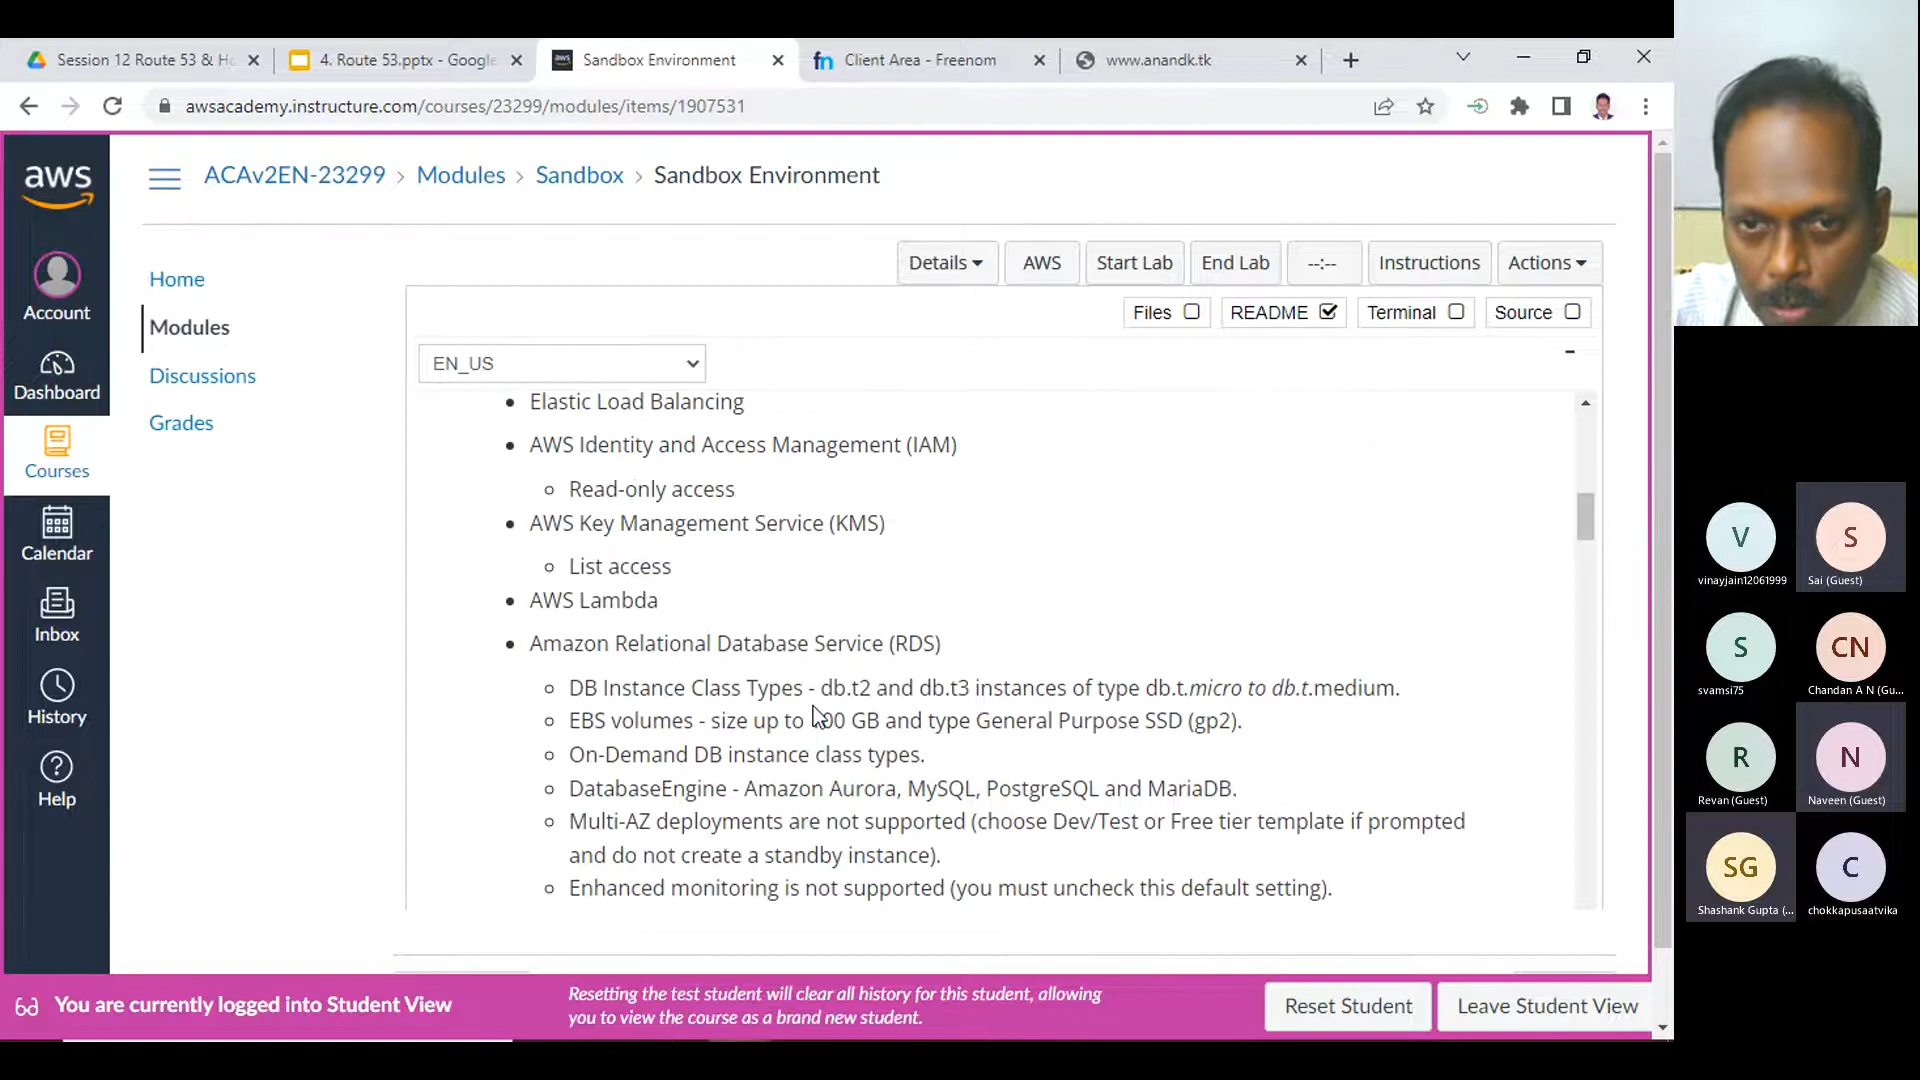 Session 12 Route 53 & H
4. Route 53.pptx - Google
aws
Sandbox Environment
fn
Client Area - Freenom
www.anandk.tk
awsacademy.instructure.com/courses/23299/modules/items/1907531
aws
Account
Dashboard
Courses
Calendar
Inbox
History
Help
ACAv2EN-23299 › Modules › Sandbox › Sandbox Environment
Home
Modules
Discussions
Grades
Details
AWS
Start Lab
End Lab
--:--
Instructions
Actions
Files
README
Terminal
Source
EN_US
• Elastic Load Balancing
• AWS Identity and Access Management (IAM)
○ Read-only access
• AWS Key Management Service (KMS)
○ List access
• AWS Lambda
• Amazon Relational Database Service (RDS)
○ DB Instance Class Types - db.t2 and db.t3 instances of type db.t.micro to db.t.medium.
○ EBS volumes - size up to 00 GB and type General Purpose SSD (gp2).
○ On-Demand DB instance class types.
○ DatabaseEngine - Amazon Aurora, MySQL, PostgreSQL and MariaDB.
○ Multi-AZ deployments are not supported (choose Dev/Test or Free tier template if prompted
and do not create a standby instance).
○ Enhanced monitoring is not supported (you must uncheck this default setting).
You are currently logged into Student View
Resetting the test student will clear all history for this student, allowing
you to view the course as a brand new student.
Reset Student
Leave Student View
V
vinayjain12061999
S
Sai (Guest)
S
svamsi75
CN
Chandan A N (Gu...
R
Revan (Guest)
N
Naveen (Guest)
SG
Shashank Gupta (...
C
chokkapusaatvika